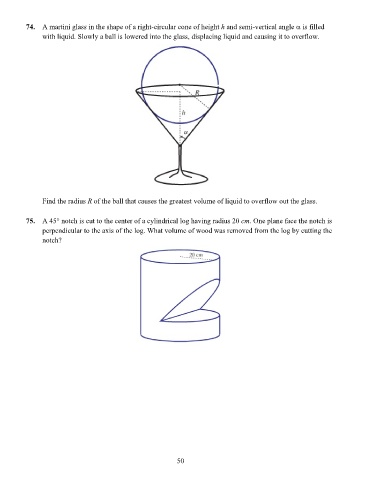 74. A martini glass in the shape of a right-circular cone of height h and semi-vertical angle α is filled
with liquid. Slowly a ball is lowered into the glass, displacing liquid and causing it to overflow.
R
h
α
Find the radius R of the ball that causes the greatest volume of liquid to overflow out the glass.
75. A 45° notch is cut to the center of a cylindrical log having radius 20 cm. One plane face the notch is
perpendicular to the axis of the log. What volume of wood was removed from the log by cutting the
notch?
20 cm
50